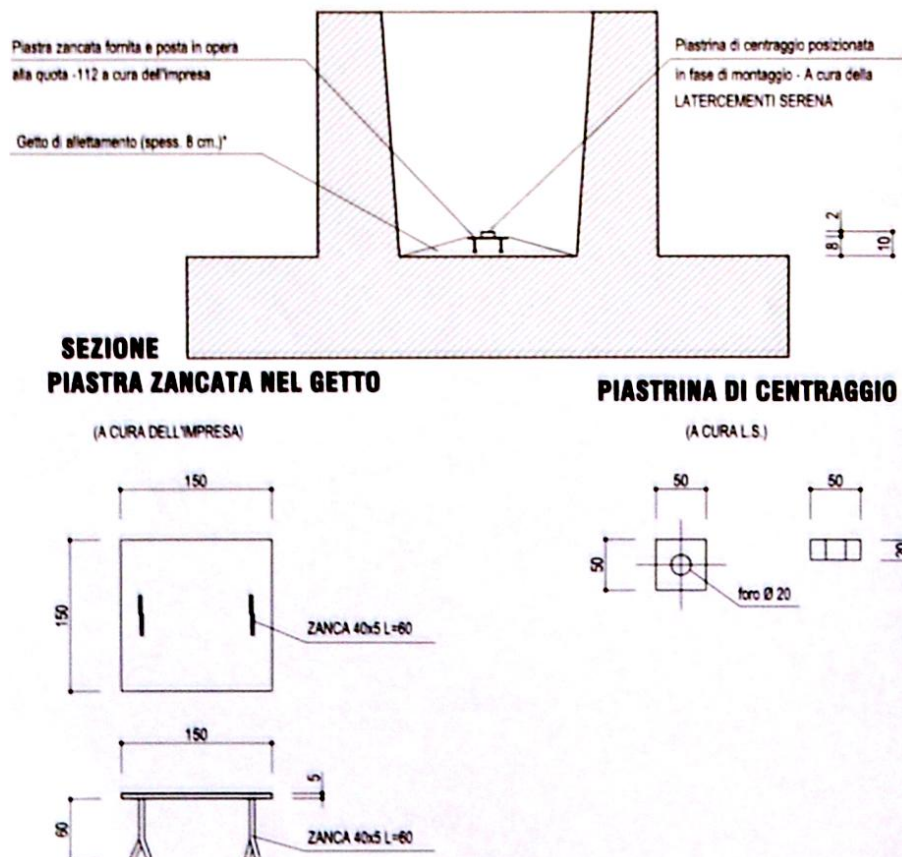 Piastra zancata fornita e posta in opera
alla quota -112 a cura dell'impresa
Piastrina di centraggio posizionata
in fase di montaggio - A cura della
LATERCEMENTI SERENA
Getto di allettamento (spess. 8 cm.)*
2
8
10
SEZIONE
PIASTRA ZANCATA NEL GETTO
PIASTRINA DI CENTRAGGIO
(A CURA DELL'IMPRESA)
(A CURA L.S.)
150
50
50
150
50
20
foro Ø 20
ZANCA 40x5 L=60
150
5
60
ZANCA 40x5 L=60